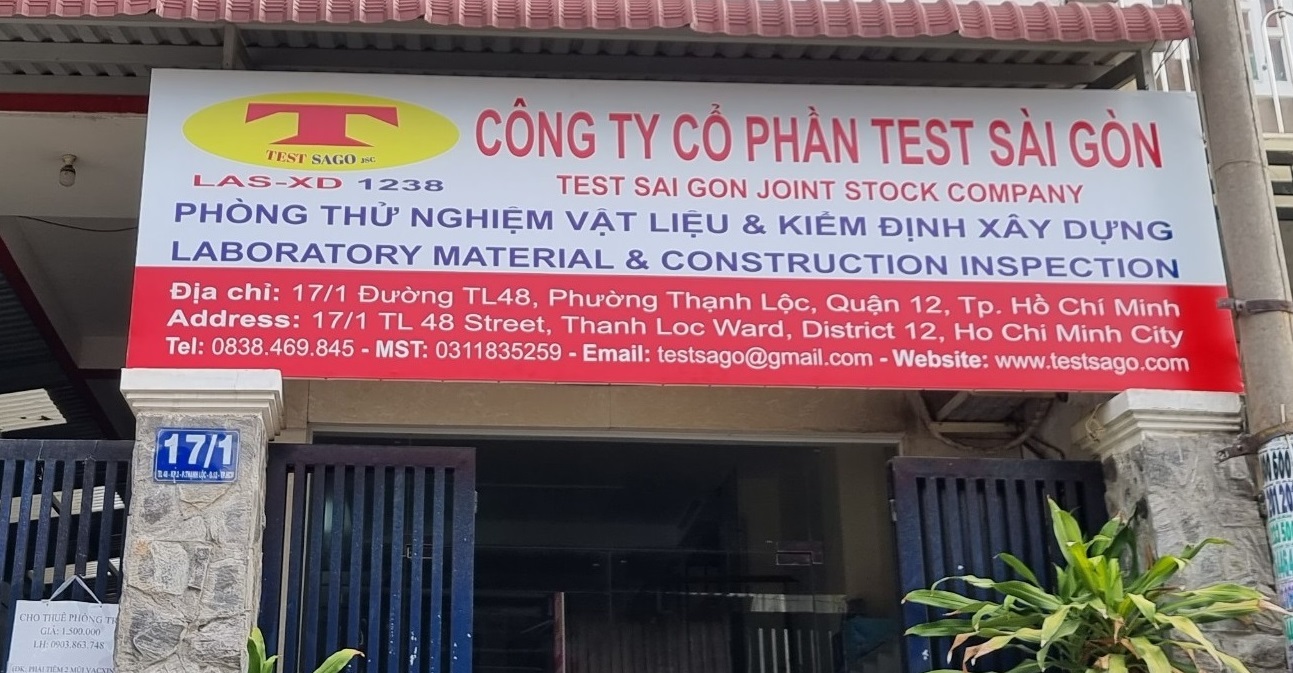 T
TEST SAGO JSC
LAS-XD 1238
CÔNG TY CỔ PHẦN TEST SÀI GÒN
TEST SAI GON JOINT STOCK COMPANY
PHÒNG THỬ NGHIỆM VẬT LIỆU & KIỂM ĐỊNH XÂY DỰNG
LABORATORY MATERIAL & CONSTRUCTION INSPECTION
Địa chỉ: 17/1 Đường TL48, Phường Thạnh Lộc, Quận 12, Tp. Hồ Chí Minh
Address: 17/1 TL 48 Street, Thanh Loc Ward, District 12, Ho Chi Minh City
Tel: 0838.469.845 - MST: 0311835259 - Email: testsago@gmail.com - Website: www.testsago.com
17/1
CHO THUÊ PHÒNG TR
GIÁ: 1.500.000
LH: 0903.863.748